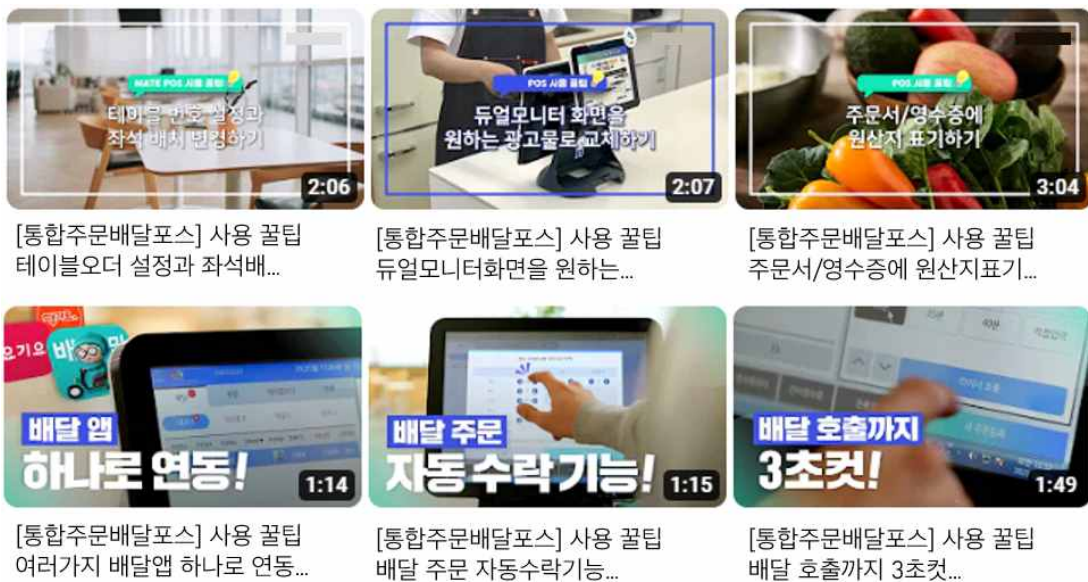 MATE POS 사용 꿀팁
테이블 번호 설정과
좌석 배치 변경하기
2:06
POS 사용 꿀팁
듀얼모니터 화면을
원하는 광고물로 교체하기
2:07
POS 사용 꿀팁
주문서/영수증에
원산지 표기하기
3:04
[통합주문배달포스] 사용 꿀팁
테이블오더 설정과 좌석배...
[통합주문배달포스] 사용 꿀팁
듀얼모니터화면을 원하는...
[통합주문배달포스] 사용 꿀팁
주문서/영수증에 원산지표기...
요기요
배달 앱
하나로 연동!
1:14
배달 주문
자동 수락 기능!
1:15
40분
직접입력
배달 호출까지
3초컷!
1:49
[통합주문배달포스] 사용 꿀팁
여러가지 배달앱 하나로 연동...
[통합주문배달포스] 사용 꿀팁
배달 주문 자동수락기능...
[통합주문배달포스] 사용 꿀팁
배달 호출까지 3초컷...